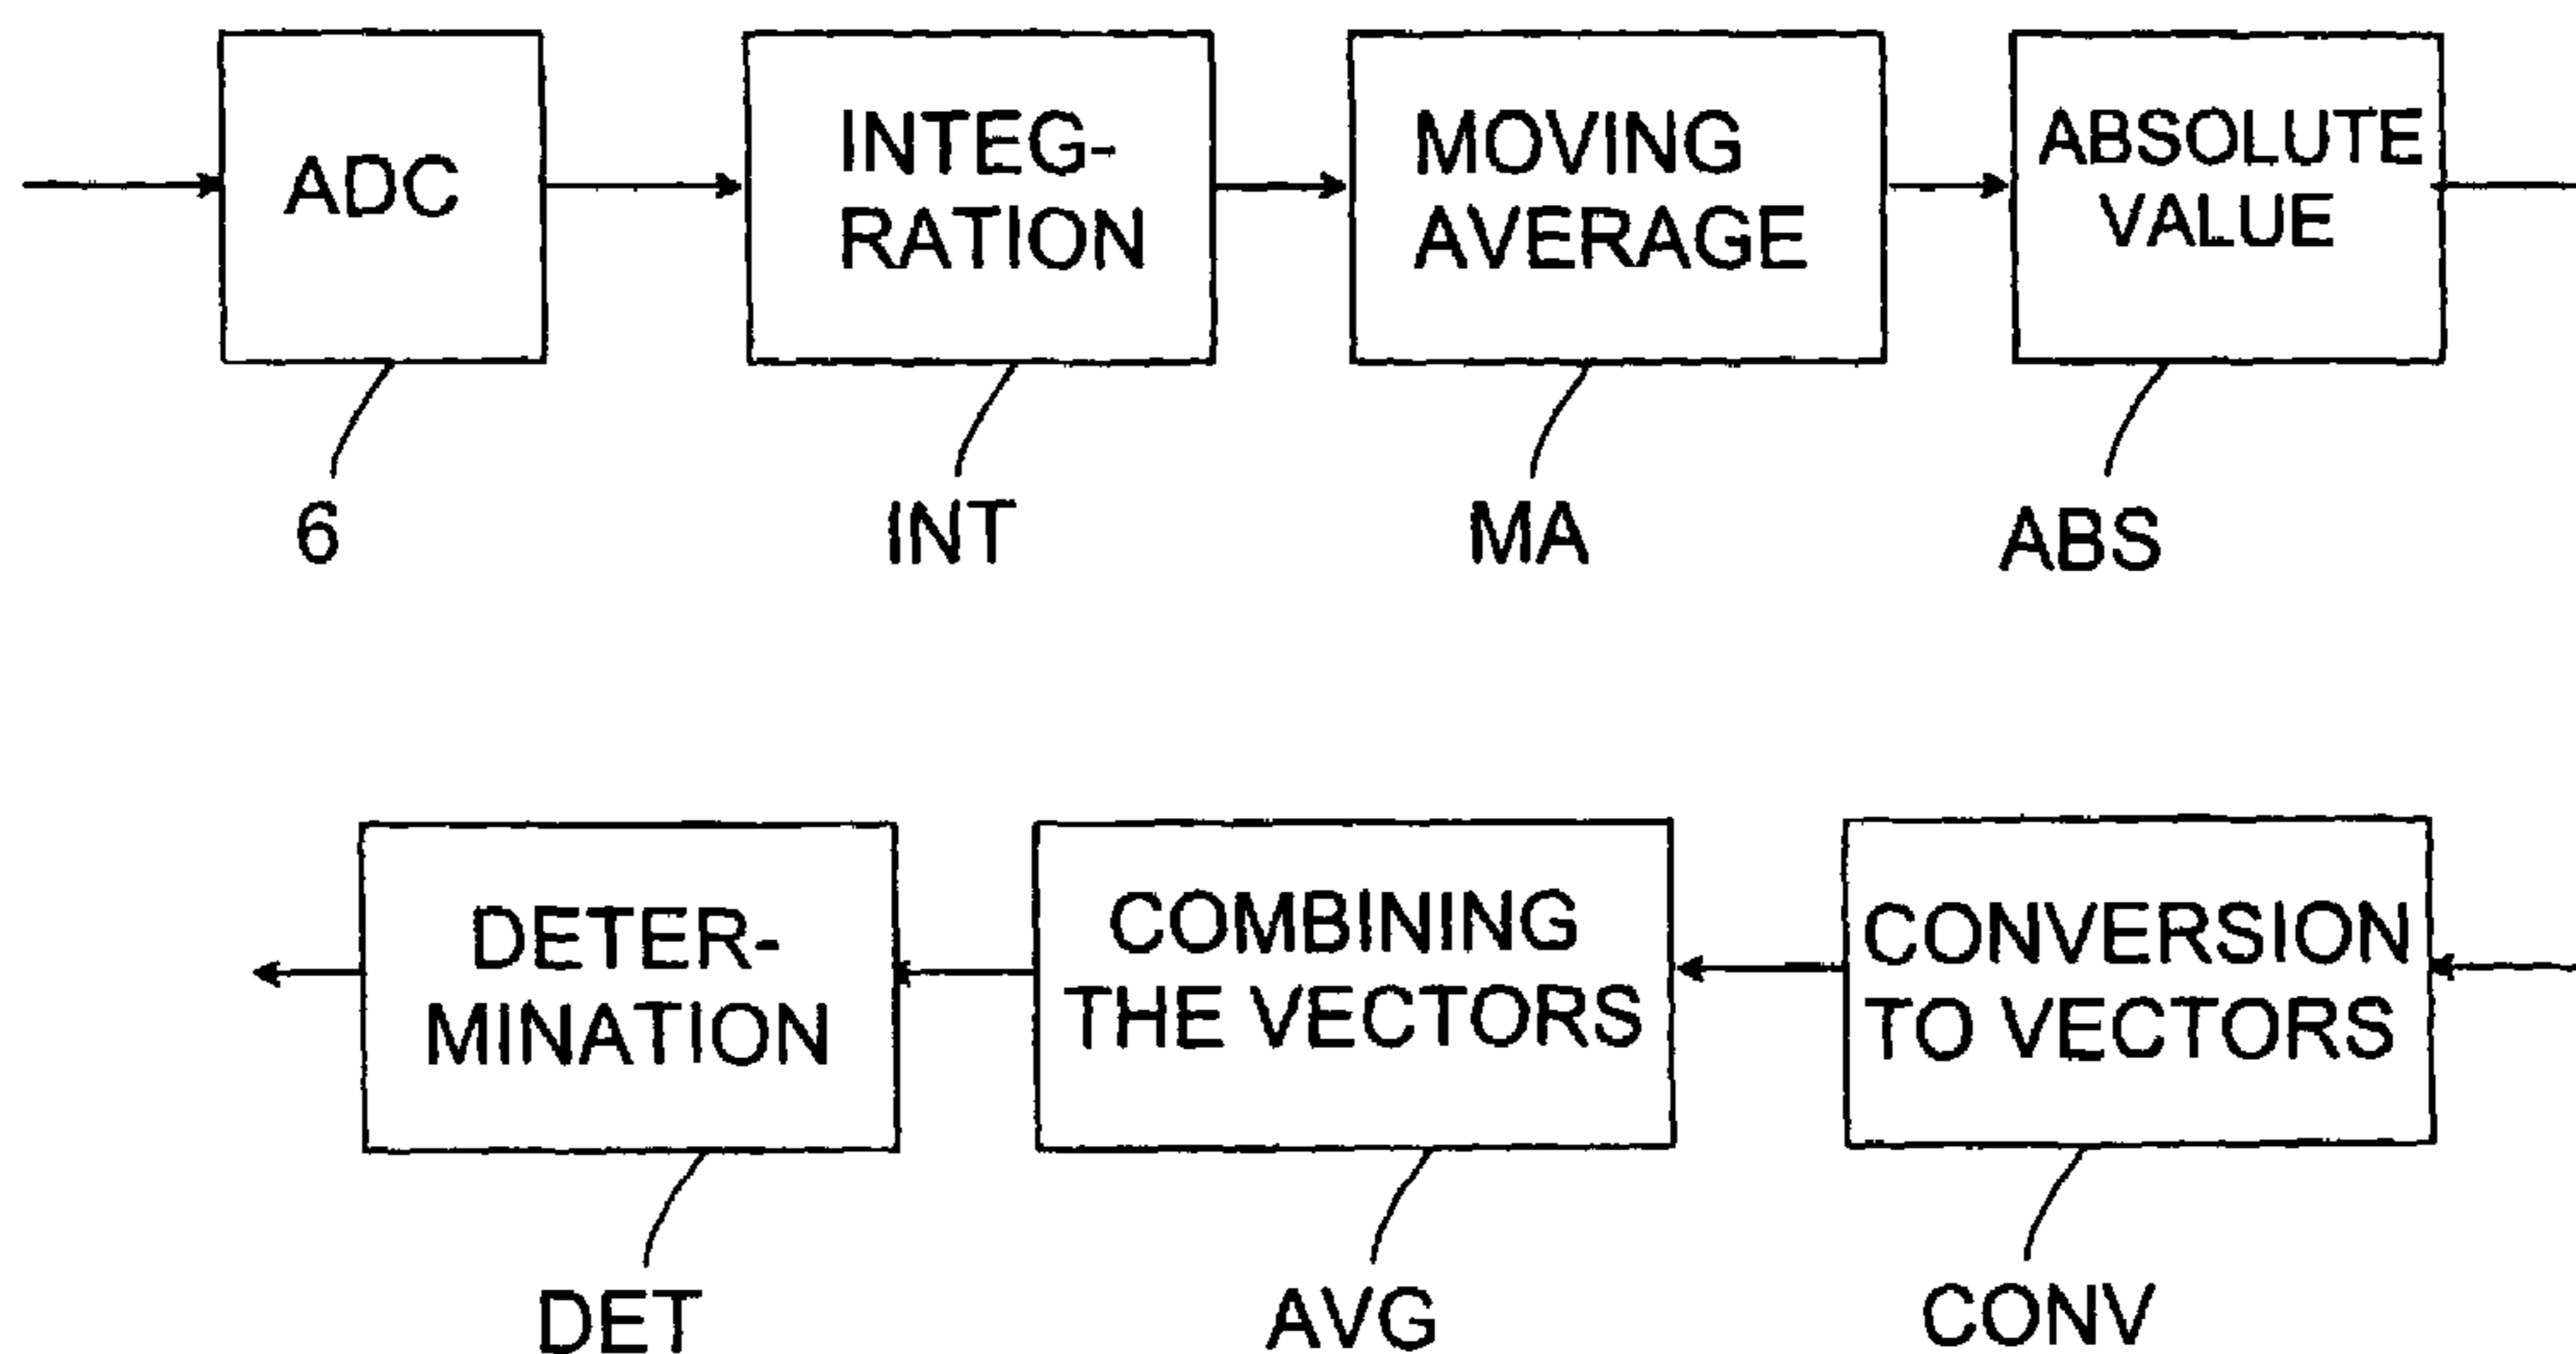 ADC
INTEG-
RATION
MOVING
AVERAGE
ABSOLUTE
VALUE
6
INT
MA
ABS
DETER-
MINATION
COMBINING
THE VECTORS
CONVERSION
TO VECTORS
DET
AVG
CONV